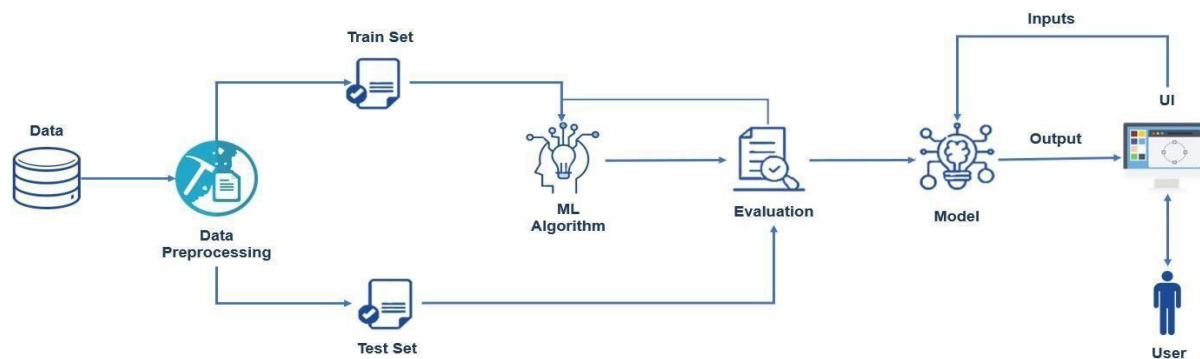 Inputs
Train Set
UI
Data
Output
ML
Algorithm
Evaluation
Model
Data
Preprocessing
Test Set
User